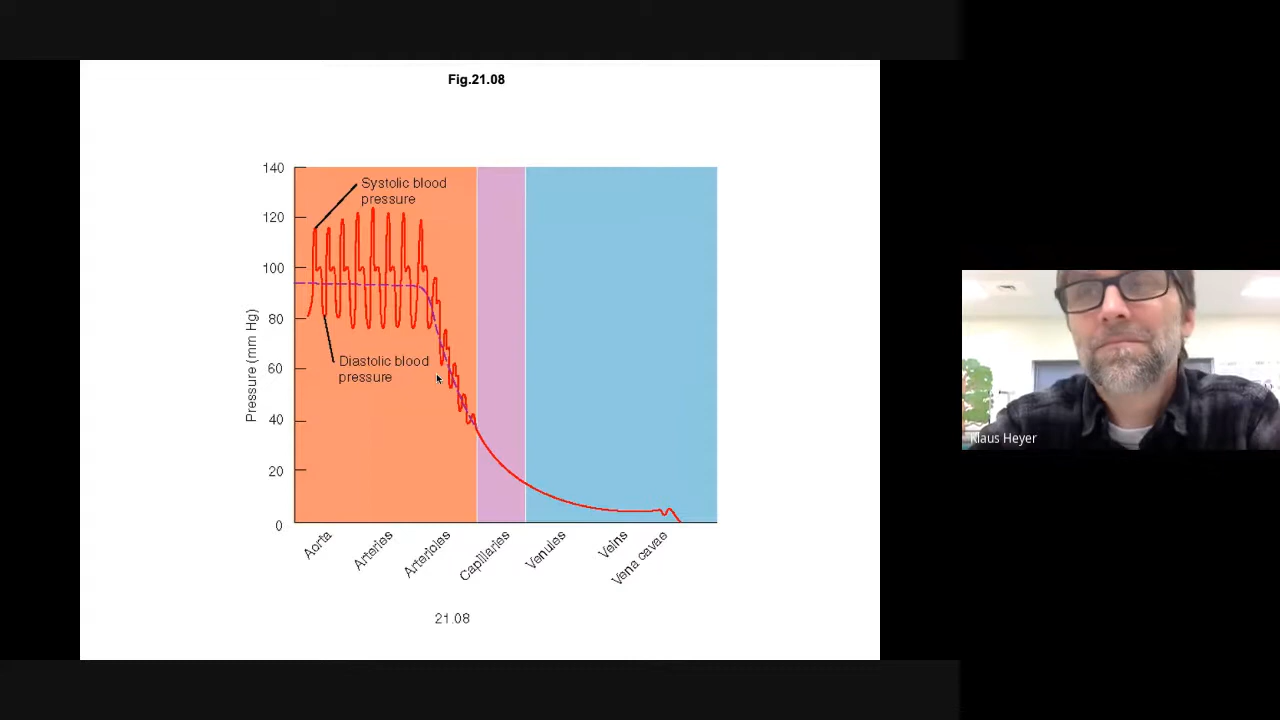 Fig.21.08
140
120
100
80
60
40
20
0
Pressure (mm Hg)
Systolic blood
pressure
Diastolic blood
pressure
Aorta
Arteries
Arterioles
Capillaries
Venules
Veins
Vena cavae
21.08
Klaus Heyer